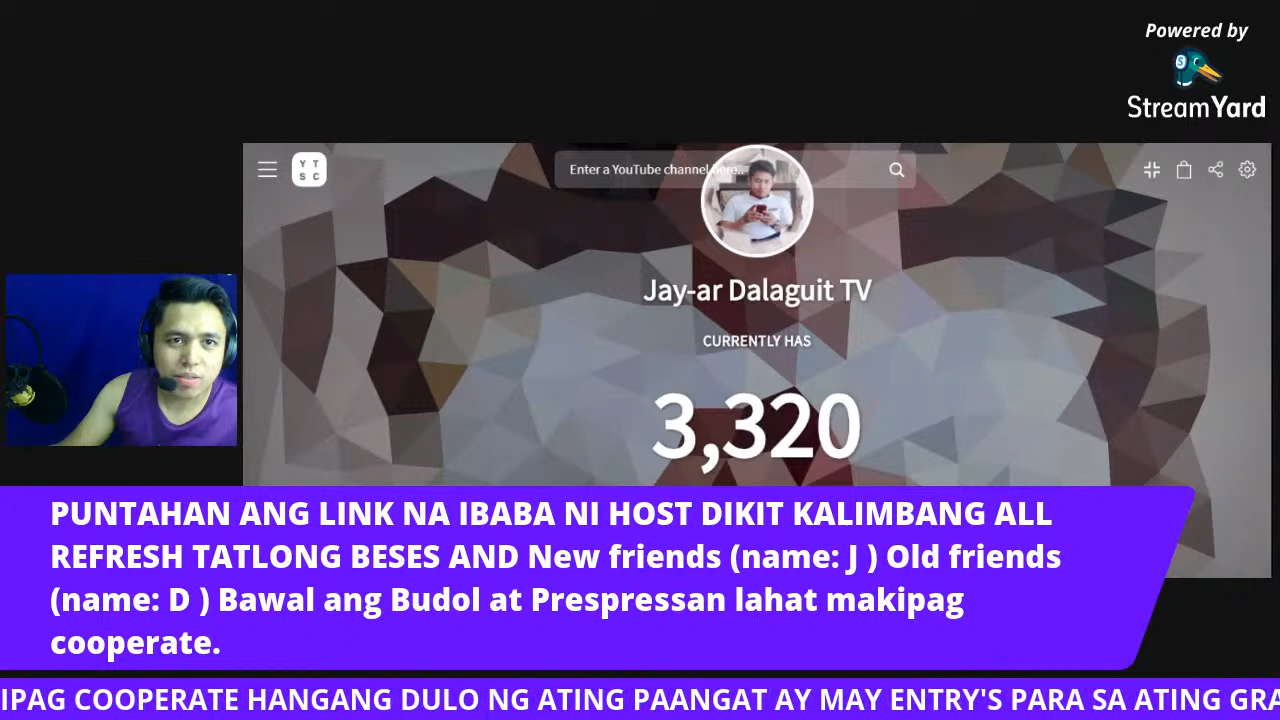 Powered by
StreamYard
Y T
S C
Enter a YouTube channel here...
Jay-ar Dalaguit TV
CURRENTLY HAS
3,320
PUNTAHAN ANG LINK NA IBABA NI HOST DIKIT KALIMBANG ALL
REFRESH TATLONG BESES AND New friends (name: J ) Old friends
(name: D ) Bawal ang Budol at Prespressan lahat makipag
cooperate.
IPAG COOPERATE HANGANG DULO NG ATING PAANGAT AY MAY ENTRY'S PARA SA ATING GRA